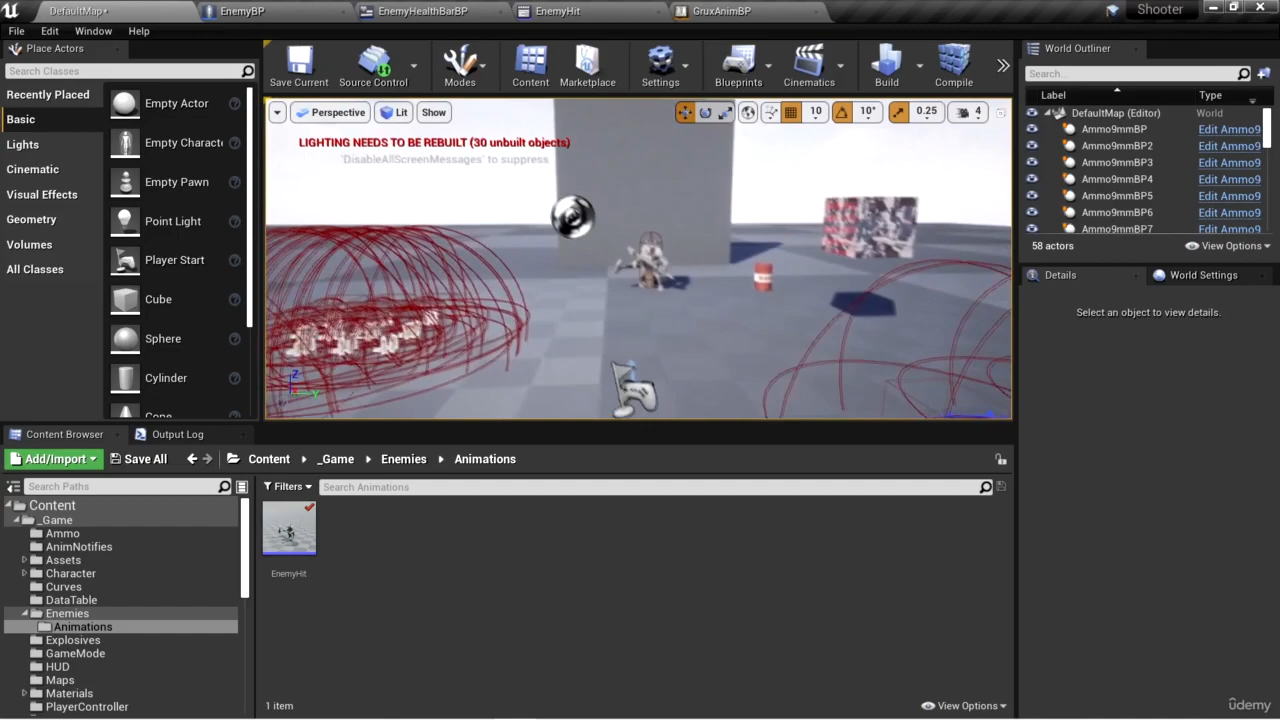 DefaultMap*
EnemyBP
EnemyHealthBarBP
EnemyHit
GruxAnimBP
Shooter
File
Edit
Window
Help
Place Actors
Search Classes
Recently Placed
Basic
Lights
Cinematic
Visual Effects
Geometry
Volumes
All Classes
Empty Actor
Empty Charact
Empty Pawn
Point Light
Player Start
Cube
Sphere
Cylinder
Cone
Save Current
Source Control
Modes
Content
Marketplace
Settings
Blueprints
Cinematics
Build
Compile
Perspective
Lit
Show
10
10°
0.25
4
LIGHTING NEEDS TO BE REBUILT (30 unbuilt objects)
'DisableAllScreenMessages' to suppress
World Outliner
Search...
Label
Type
DefaultMap (Editor)
World
Ammo9mmBP
Edit Ammo9
Ammo9mmBP2
Edit Ammo9
Ammo9mmBP3
Edit Ammo9
Ammo9mmBP4
Edit Ammo9
Ammo9mmBP5
Edit Ammo9
Ammo9mmBP6
Edit Ammo9
Ammo9mmBP7
Edit Ammo9
58 actors
View Options
Details
World Settings
Select an object to view details.
Content Browser
Output Log
Add/Import
Save All
Content
_Game
Enemies
Animations
Search Paths
Filters
Search Animations
Content
_Game
Ammo
AnimNotifies
Assets
Character
Curves
DataTable
Enemies
Animations
Explosives
GameMode
HUD
Maps
Materials
PlayerController
EnemyHit
1 item
View Options
Z
Y
udemy